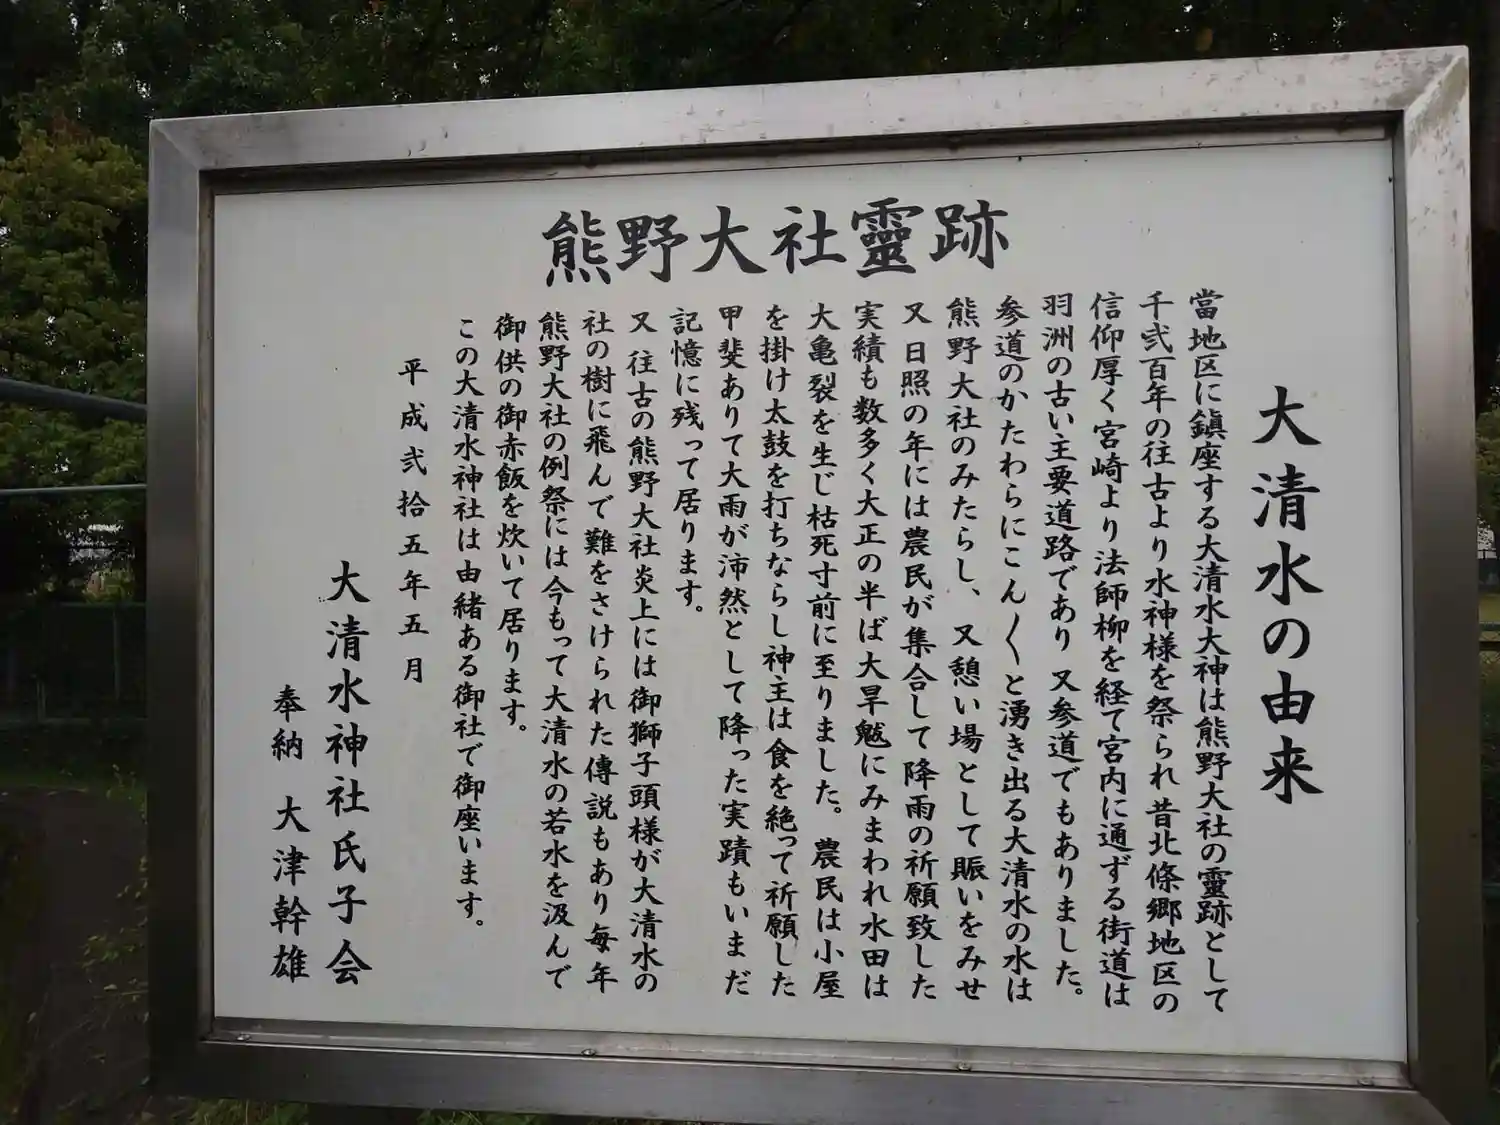 熊野大社靈跡
大清水の由来
當地区に鎮座する大清水大神は熊野大社の靈跡として
千弐百年の往古より水神様を祭られ昔北條郷地区の
信仰厚く宮崎より法師柳を経て宮内に通ずる街道は
羽洲の古い主要道路であり又参道でもありました。
参道のかたわらにこん〱と湧き出る大清水の水は
熊野大社のみたらし、又憩い場として賑いをみせ
又日照の年には農民が集合して降雨の祈願致した
実績も数多く大正の半ば大旱魃にみまわれ水田は
大亀裂を生じ枯死寸前に至りました。農民は小屋
を掛け太鼓を打ちならし神主は食を絶って祈願した
甲斐ありて大雨が沛然として降った実蹟もいまだ
記憶に残って居ります。
又往古の熊野大社炎上には御獅子頭様が大清水の
社の樹に飛んで難をさけられた傳説もあり毎年
熊野大社の例祭には今もって大清水の若水を汲んで
御供の御赤飯を炊いて居ります。
この大清水神社は由緒ある御社で御座います。
平成弐拾五年五月
大清水神社氏子会
奉納 大津幹雄